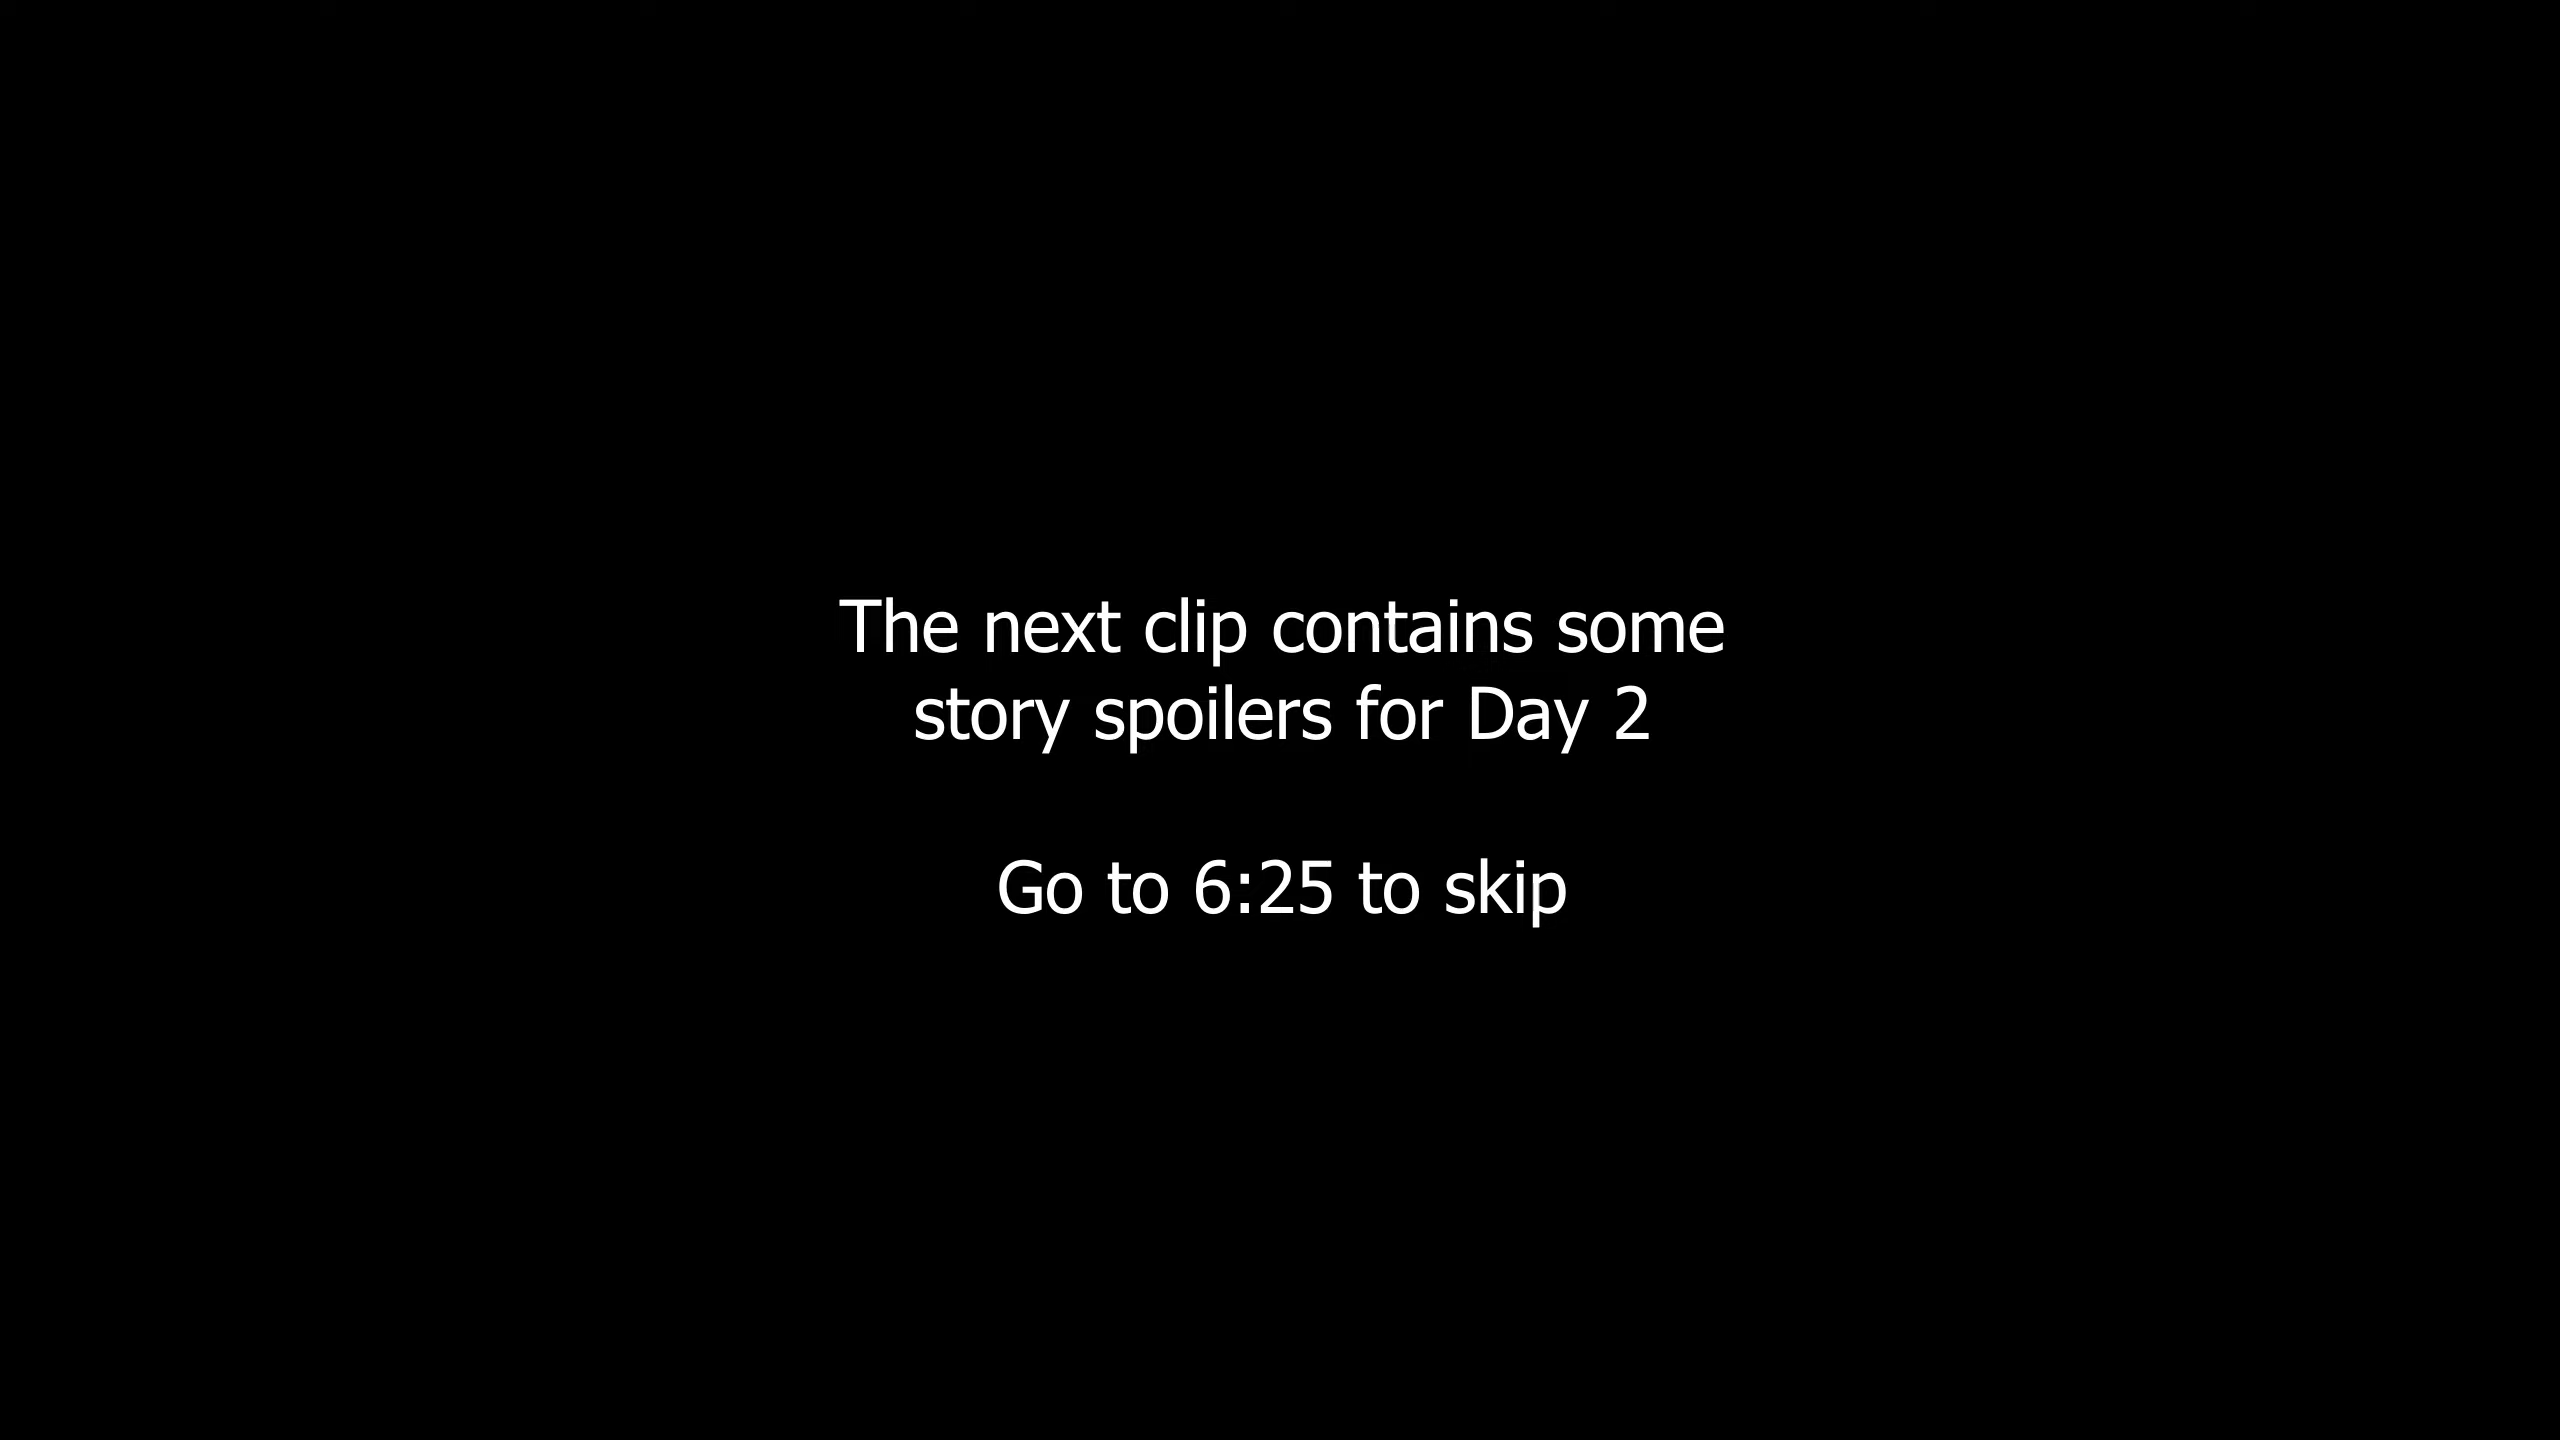 The next clip contains some
story spoilers for Day 2
Go to 6:25 to skip